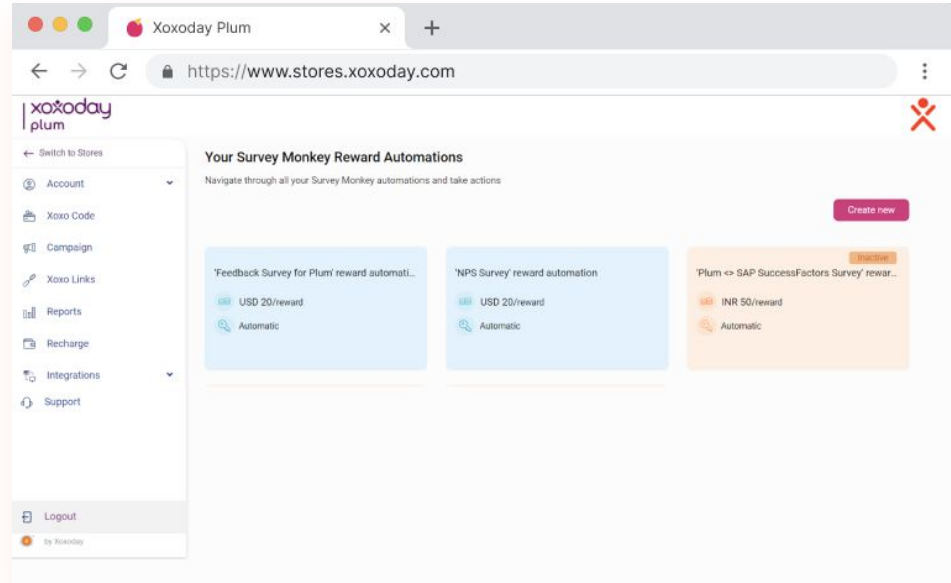 Xoxoday Plum
https://www.stores.xoxoday.com
xoxoday
plum
Switch to Stores
Account
Xoxo Code
Campaign
Xoxo Links
Reports
Recharge
Integrations
Support
Logout
by Xoxoday
Your Survey Monkey Reward Automations
Navigate through all your Survey Monkey automations and take actions
Create new
'Feedback Survey for Plum' reward automati...
USD 20/reward
Automatic
'NPS Survey' reward automation
USD 20/reward
Automatic
Inactive
'Plum <> SAP SuccessFactors Survey' rewar...
INR 50/reward
Automatic